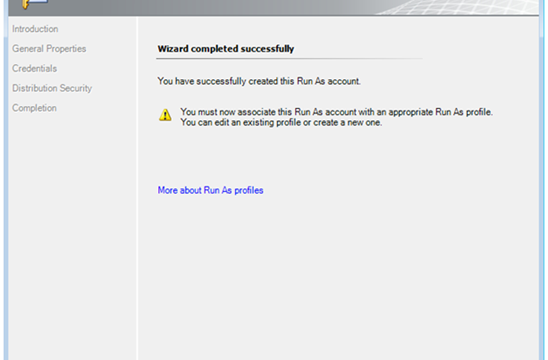 Introduction
General Properties
Credentials
Distribution Security
Completion
Wizard completed successfully
You have successfully created this Run As account.
You must now associate this Run As account with an appropriate Run As profile.
You can edit an existing profile or create a new one.
More about Run As profiles